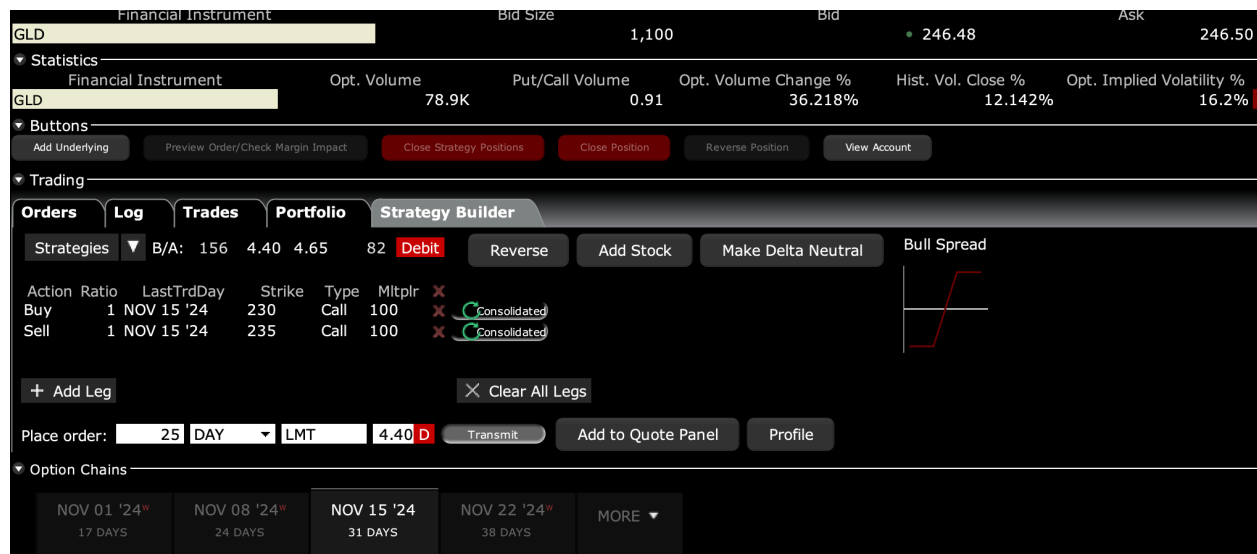 Financial Instrument Bid Size Bid Ask
GLD 1,100 246.48 246.50
Statistics
Financial Instrument Opt. Volume Put/Call Volume Opt. Volume Change % Hist. Vol. Close % Opt. Implied Volatility %
GLD 78.9K 0.91 36.218% 12.142% 16.2%
Buttons
Add Underlying Preview Order/Check Margin Impact Close Strategy Positions Close Position Reverse Position View Account
Trading
Orders Log Trades Portfolio Strategy Builder
Strategies ▼ B/A: 156 4.40 4.65 82 Debit Reverse Add Stock Make Delta Neutral Bull Spread
Action Ratio LastTrdDay Strike Type Mltplr X
Buy 1 NOV 15 '24 230 Call 100 X Consolidated
Sell 1 NOV 15 '24 235 Call 100 X Consolidated
+ Add Leg X Clear All Legs
Place order: 25 DAY LMT 4.40 D Transmit Add to Quote Panel Profile
Option Chains
NOV 01 '24W NOV 08 '24W NOV 15 '24 NOV 22 '24W MORE ▼
17 DAYS 24 DAYS 31 DAYS 38 DAYS